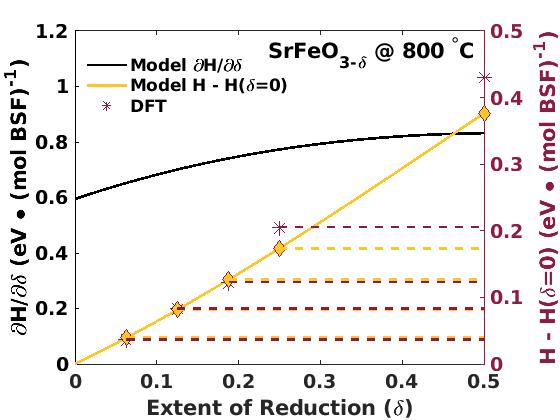 SrFeO3-δ @ 800 °C
Model ∂H/∂δ
Model H - H(δ=0)
DFT
∂H/∂δ (eV • (mol BSF)-1)
1.2
1
0.8
0.6
0.4
0.2
0
0 0.1 0.2 0.3 0.4 0.5
Extent of Reduction (δ)
0.5
0.4
0.3
0.2
0.1
0
H - H(δ=0) (eV • (mol BSF)-1)